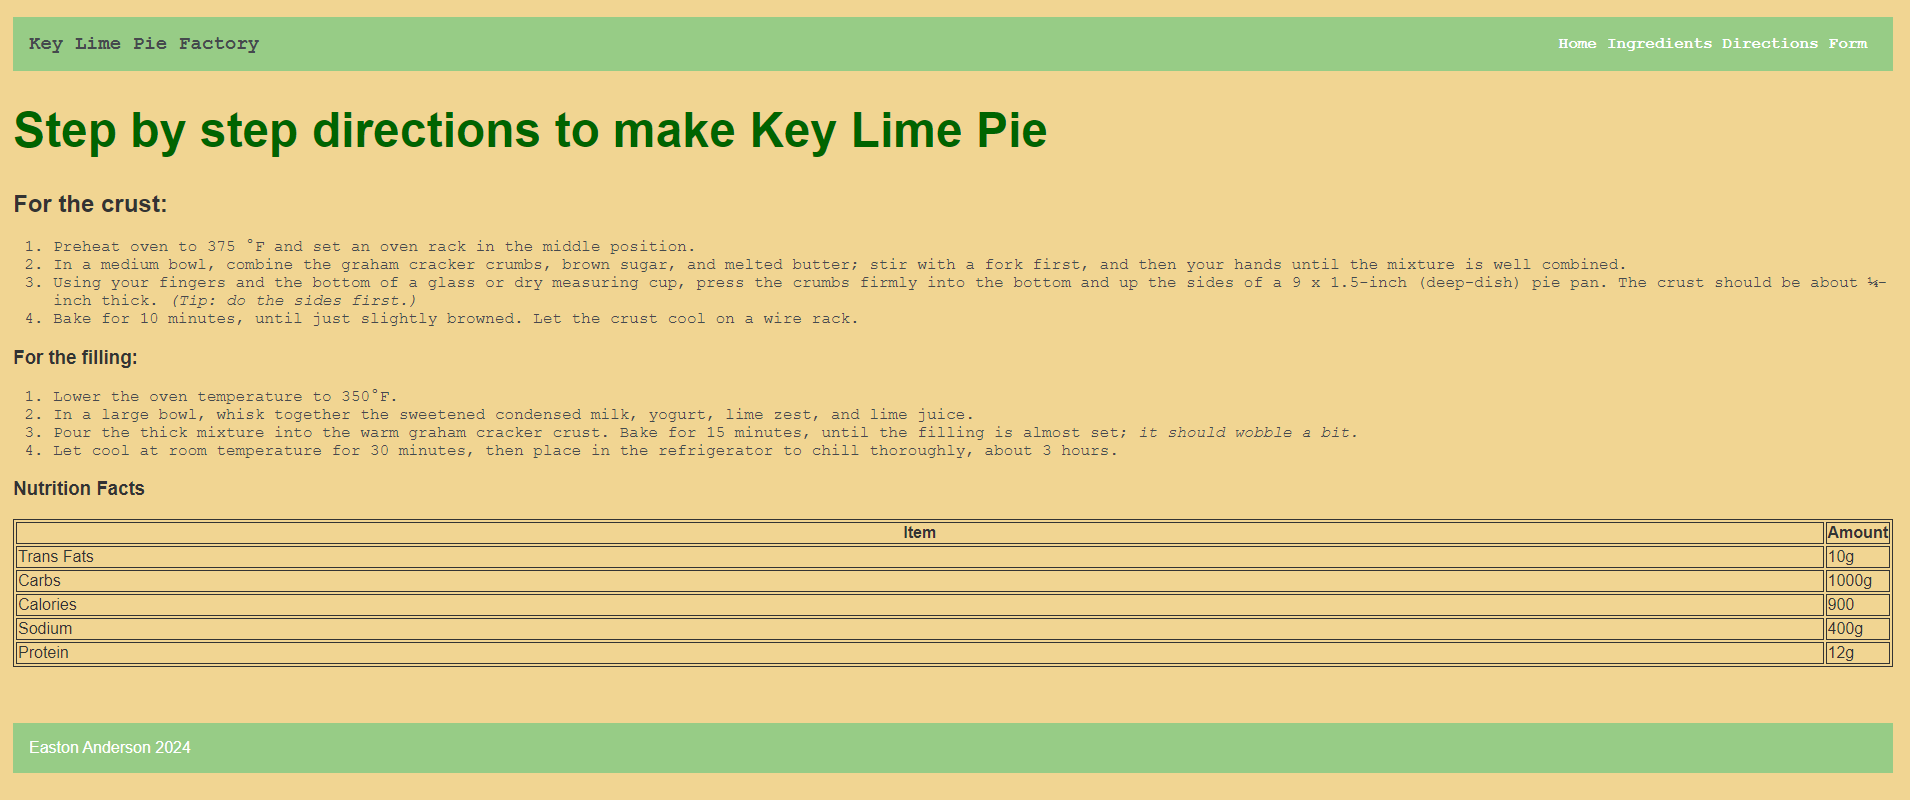 Key Lime Pie Factory
Home Ingredients Directions Form
Step by step directions to make Key Lime Pie
For the crust:
1. Preheat oven to 375 °F and set an oven rack in the middle position.
2. In a medium bowl, combine the graham cracker crumbs, brown sugar, and melted butter; stir with a fork first, and then your hands until the mixture is well combined.
3. Using your fingers and the bottom of a glass or dry measuring cup, press the crumbs firmly into the bottom and up the sides of a 9 x 1.5-inch (deep-dish) pie pan. The crust should be about ¼-
inch thick. (Tip: do the sides first.)
4. Bake for 10 minutes, until just slightly browned. Let the crust cool on a wire rack.
For the filling:
1. Lower the oven temperature to 350°F.
2. In a large bowl, whisk together the sweetened condensed milk, yogurt, lime zest, and lime juice.
3. Pour the thick mixture into the warm graham cracker crust. Bake for 15 minutes, until the filling is almost set; it should wobble a bit.
4. Let cool at room temperature for 30 minutes, then place in the refrigerator to chill thoroughly, about 3 hours.
Nutrition Facts
Item Amount
Trans Fats 10g
Carbs 1000g
Calories 900
Sodium 400g
Protein 12g
Easton Anderson 2024